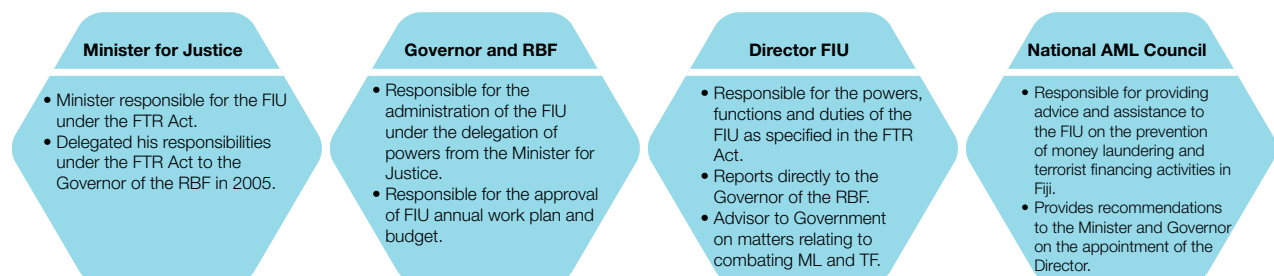 Minister for Justice
• Minister responsible for the FIU
under the FTR Act.
• Delegated his responsibilities
under the FTR Act to the
Governor of the RBF in 2005.
Governor and RBF
• Responsible for the
administration of the FIU
under the delegation of
powers from the Minister for
Justice.
• Responsible for the approval
of FIU annual work plan and
budget.
Director FIU
• Responsible for the powers,
functions and duties of the
FIU as specified in the FTR
Act.
• Reports directly to the
Governor of the RBF.
• Advisor to Government
on matters relating to
combating ML and TF.
National AML Council
• Responsible for providing
advice and assistance to
the FIU on the prevention
of money laundering and
terrorist financing activities in
Fiji.
• Provides recommendations
to the Minister and Governor
on the appointment of the
Director.